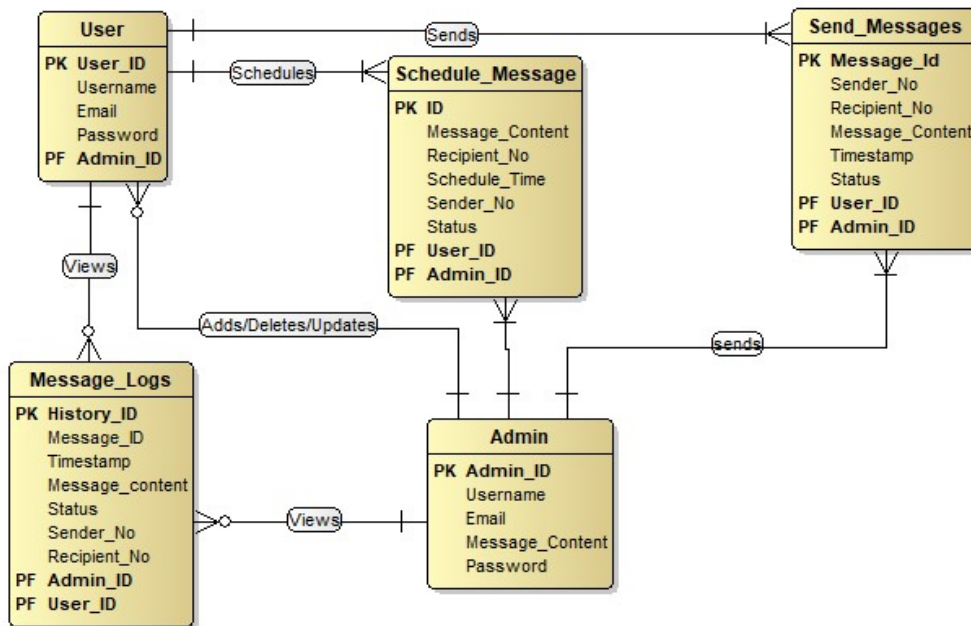 User
PK User_ID
Username
Email
Password
PF Admin_ID
Sends
Schedules
Schedule_Message
PK ID
Message_Content
Recipient_No
Schedule_Time
Sender_No
Status
PF User_ID
PF Admin_ID
Send_Messages
PK Message_Id
Sender_No
Recipient_No
Message_Content
Timestamp
Status
PF User_ID
PF Admin_ID
Views
Adds/Deletes/Updates
sends
Message_Logs
PK History_ID
Message_ID
Timestamp
Message_content
Status
Sender_No
Recipient_No
PF Admin_ID
PF User_ID
Views
Admin
PK Admin_ID
Username
Email
Message_Content
Password